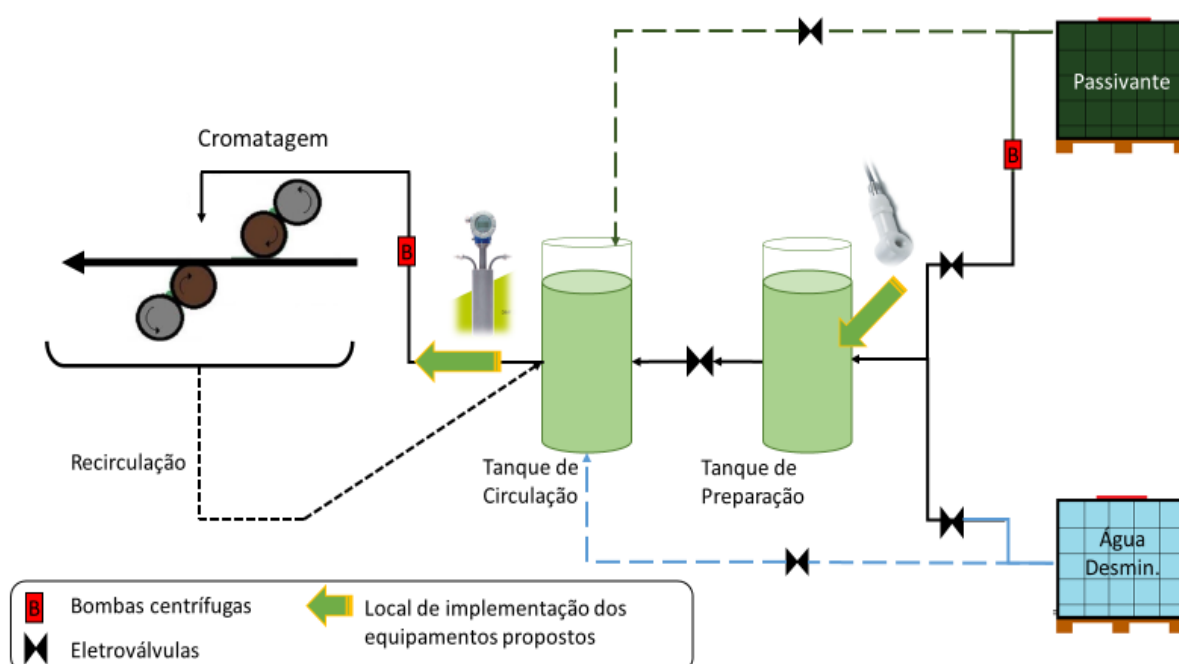 Passivante
Cromatagem
B
B
Recirculação
Tanque de
Circulação
Tanque de
Preparação
Água
Desmin.
B
Bombas centrífugas
Eletroválvulas
Local de implementação dos
equipamentos propostos